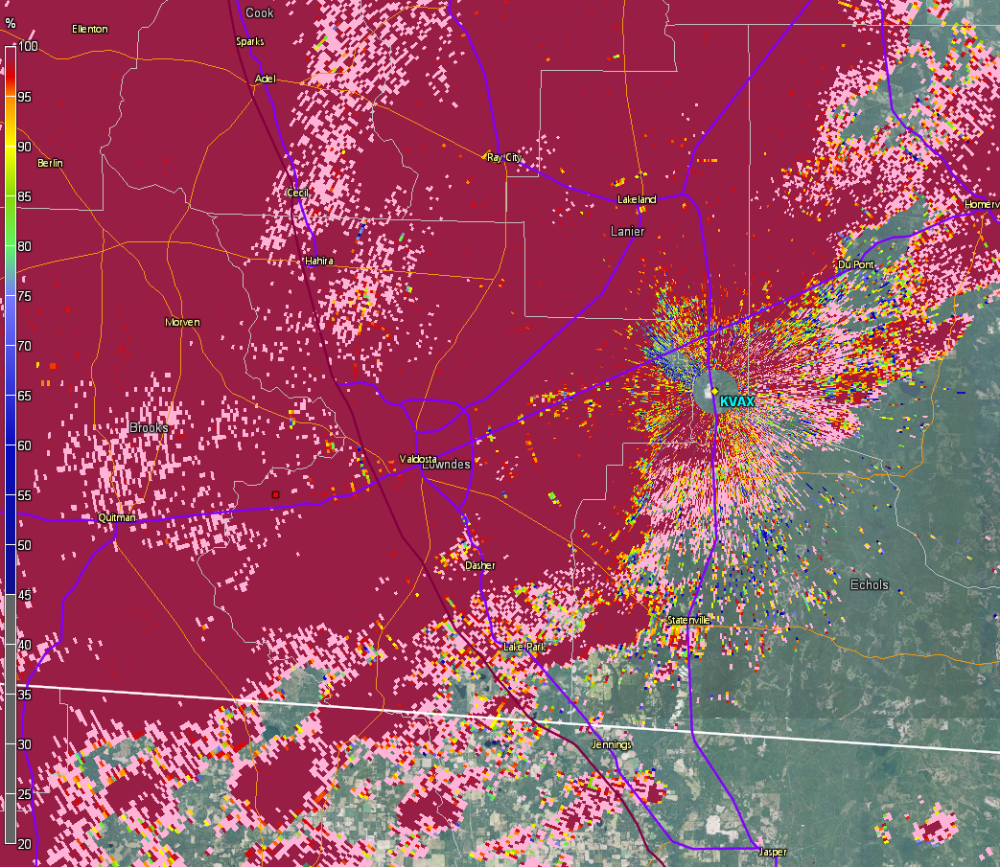 %
Cook
Ellenton
Sparks
100
Adel
95
90
Ray City
Berlin
85
Cecil
Lakeland
Homerv
Lanier
80
Hahira
Du Pont
75
Morven
70
65
KVAX
Brooks
60
Valdosta
Lowndes
55
Quitman
50
Dasher
45
Echols
Statenville
40
Lake Park
35
30
Jennings
25
20
Jasper